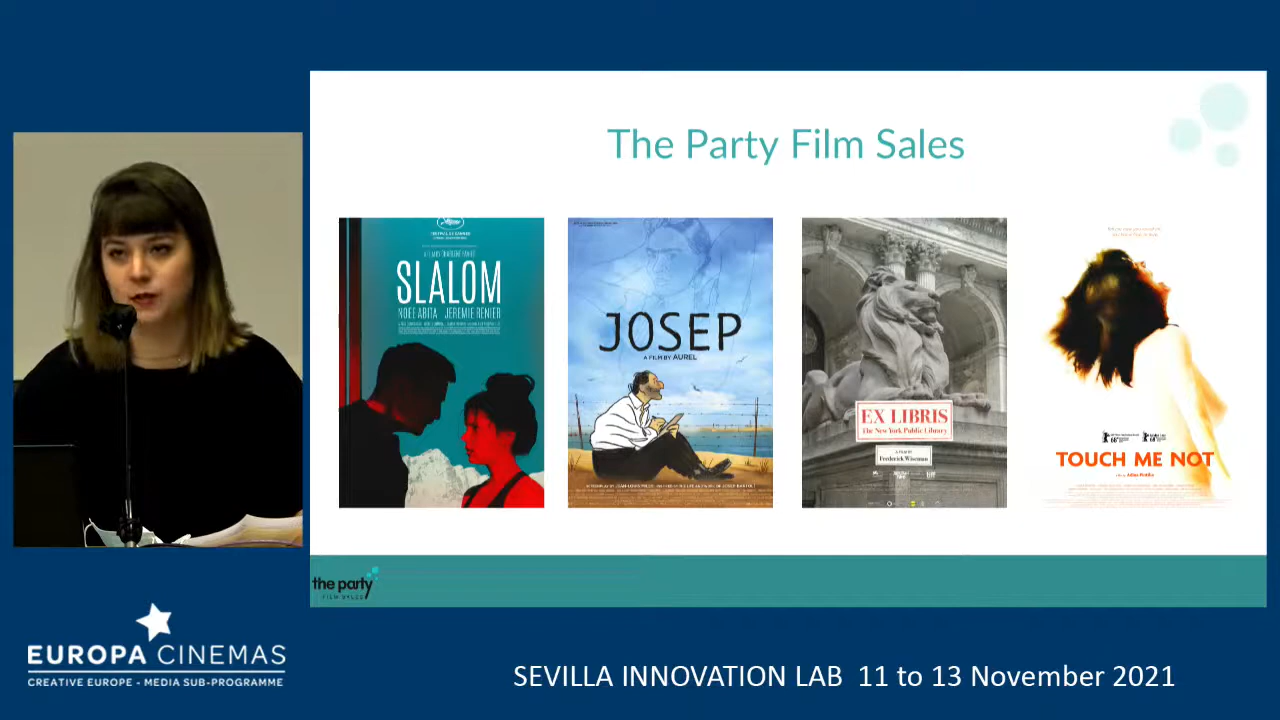 The Party Film Sales
SLALOM
NOÉE ABITA JÉRÉMIE RENIER
JOSEP
A FILM BY AUREL
EX LIBRIS
The New York Public Library
A FILM BY
Frederick Wiseman
TOUCH ME NOT
the party
FILM SALES
EUROPA CINEMAS
CREATIVE EUROPE - MEDIA SUB-PROGRAMME
SEVILLA INNOVATION LAB 11 to 13 November 2021